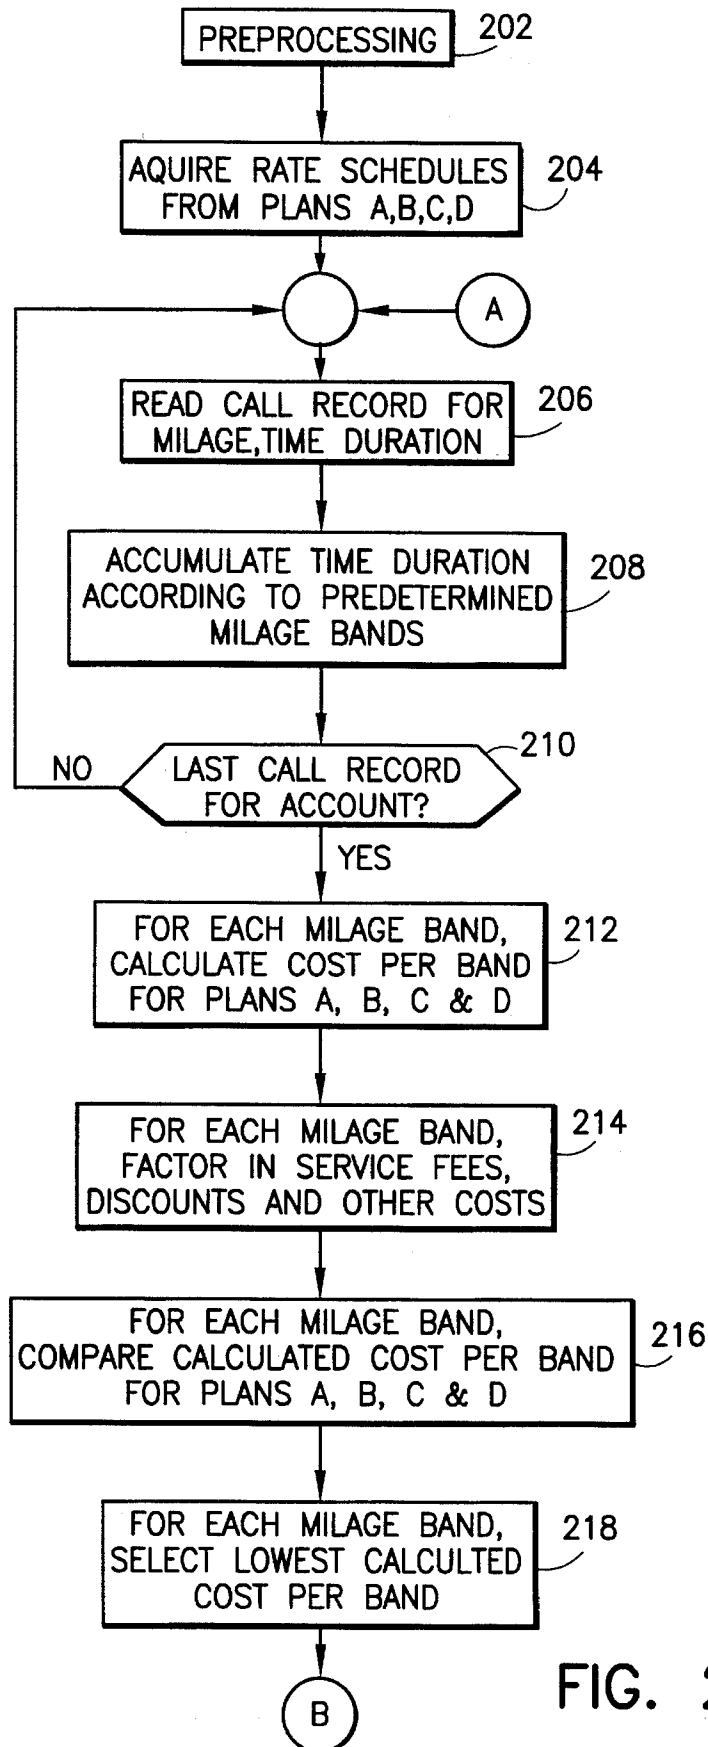 PREPROCESSING
202
AQUIRE RATE SCHEDULES
FROM PLANS A,B,C,D
204
A
READ CALL RECORD FOR
MILAGE,TIME DURATION
206
ACCUMULATE TIME DURATION
ACCORDING TO PREDETERMINED
MILAGE BANDS
208
LAST CALL RECORD
FOR ACCOUNT?
210
NO
YES
FOR EACH MILAGE BAND,
CALCULATE COST PER BAND
FOR PLANS A, B, C & D
212
FOR EACH MILAGE BAND,
FACTOR IN SERVICE FEES,
DISCOUNTS AND OTHER COSTS
214
FOR EACH MILAGE BAND,
COMPARE CALCULATED COST PER BAND
FOR PLANS A, B, C & D
216
FOR EACH MILAGE BAND,
SELECT LOWEST CALCULTED
COST PER BAND
218
B
FIG.